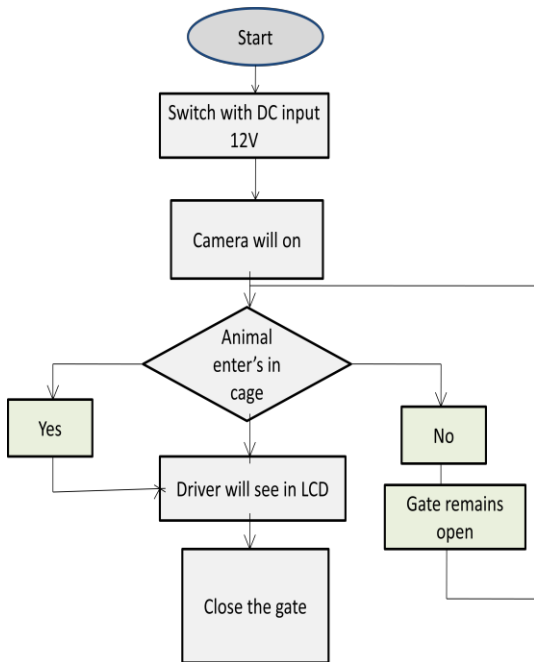 Start
Switch with DC input
12V
Camera will on
Animal
enter's in
cage
Yes
No
Driver will see in LCD
Gate remains
open
Close the gate